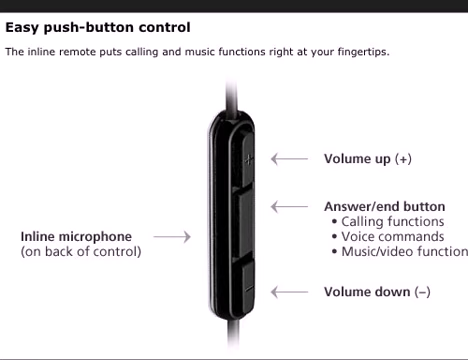 Easy push-button control
The inline remote puts calling and music functions right at your fingertips.
+
Volume up (+)
Answer/end button
• Calling functions
• Voice commands
• Music/video function
Inline microphone
(on back of control)
−
Volume down (−)